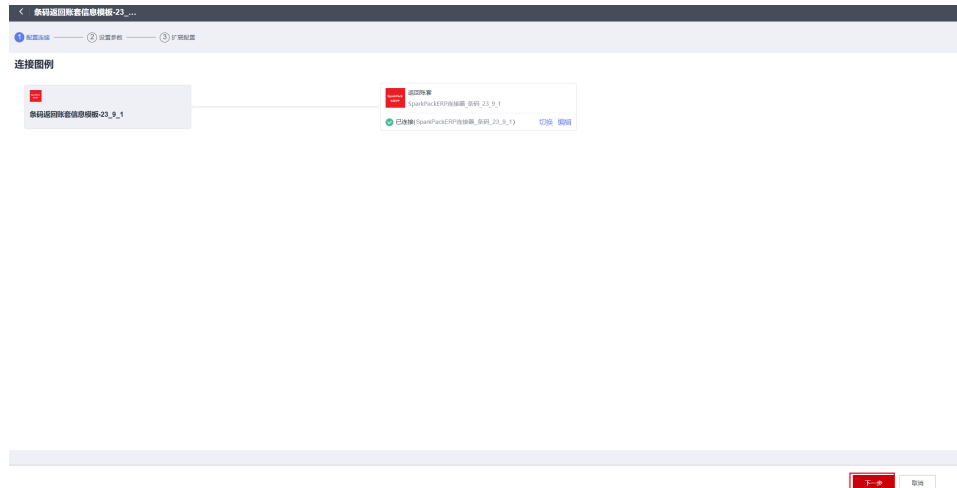 条码返回账套信息模板-23_...
1 配置连接 2 设置参数 3 扩展配置
连接图例
条码返回账套信息模板-23_9_1
返回账套
SparkPackERP连接器_条码_23_9_1
已连接(SparkPackERP连接器_条码_23_9_1) 切换 编辑
下一步 取消